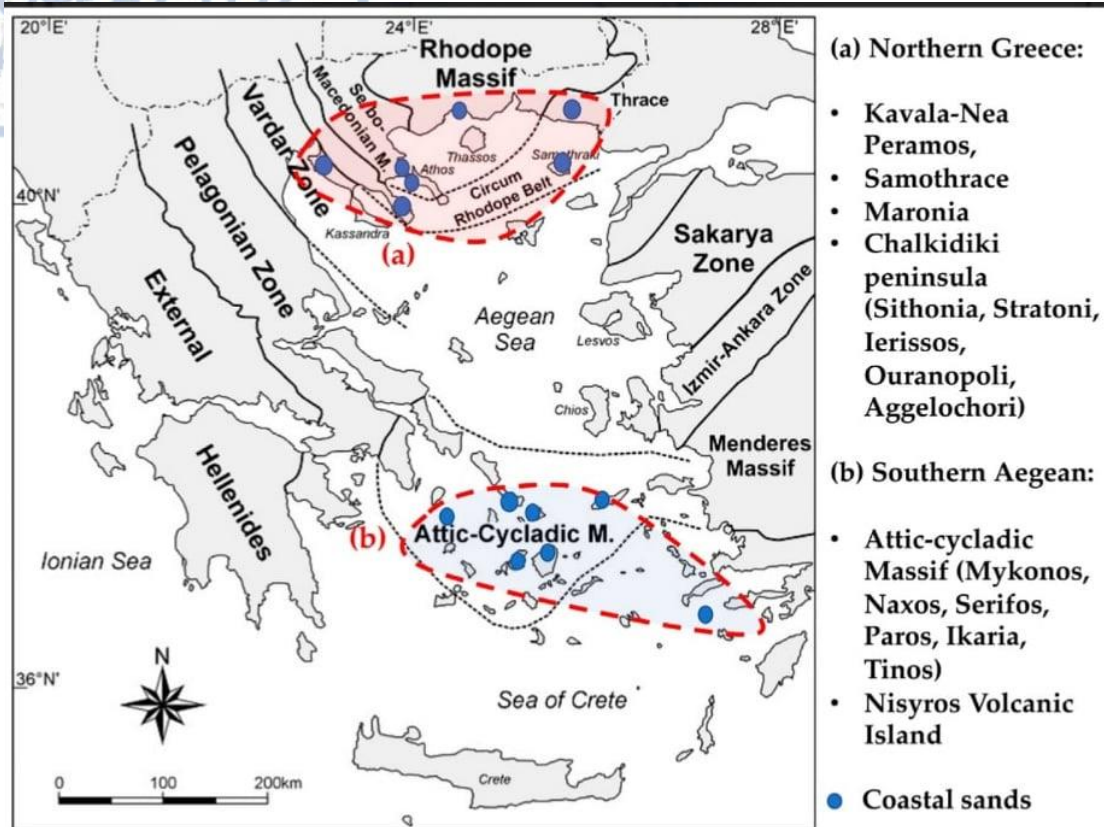 20°E'
24°E'
28°E'
40°N'
36°N'
Rhodope
Massif
Thrace
Serbo-
Macedonian M.
Vardar Zone
Pelagonian Zone
External
Hellenides
Thassos
Samothraki
Athos
Circum
Rhodope Belt
Kassandra
(a)
Sakarya
Zone
Izmir-Ankara Zone
Aegean
Sea
Lesvos
Chios
Menderes
Massif
(b)
Attic-Cycladic M.
Ionian Sea
Sea of Crete
Crete
N
0 100 200km
(a) Northern Greece:
• Kavala-Nea
Peramos,
• Samothrace
• Maronia
• Chalkidiki
peninsula
(Sithonia, Stratoni,
Ierissos,
Ouranopoli,
Aggelochori)
(b) Southern Aegean:
• Attic-cycladic
Massif (Mykonos,
Naxos, Serifos,
Paros, Ikaria,
Tinos)
• Nisyros Volcanic
Island
Coastal sands